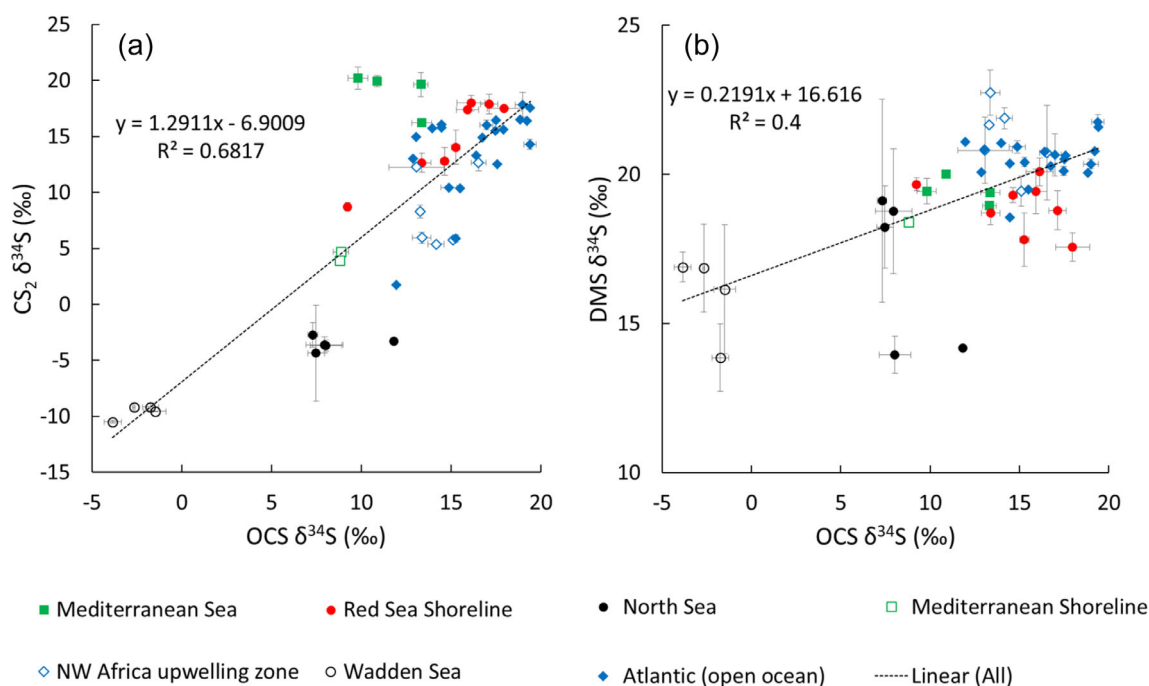 (a)
y = 1.2911x - 6.9009
R² = 0.6817
CS₂ δ³⁴S (‰)
25
20
15
10
5
0
-5
-10
-15
-5
0
5
10
15
20
OCS δ³⁴S (‰)
(b)
y = 0.2191x + 16.616
R² = 0.4
DMS δ³⁴S (‰)
25
20
15
10
-5
0
5
10
15
20
OCS δ³⁴S (‰)
Mediterranean Sea
Red Sea Shoreline
North Sea
Mediterranean Shoreline
NW Africa upwelling zone
Wadden Sea
Atlantic (open ocean)
Linear (All)